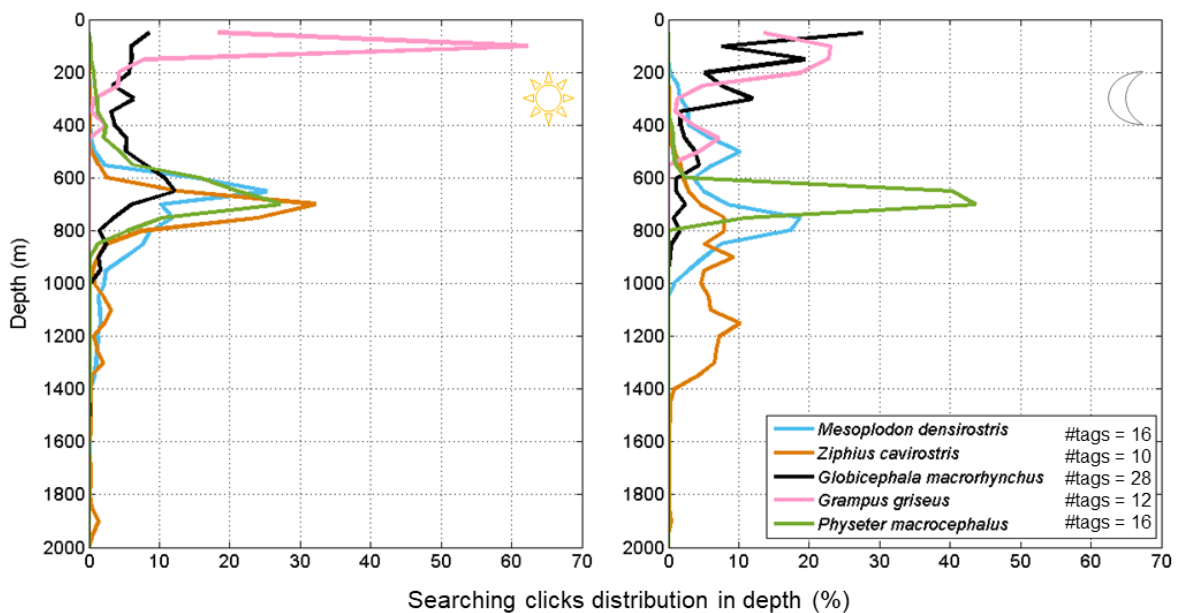 0
200
400
600
800
1000
1200
1400
1600
1800
2000
Depth (m)
0 10 20 30 40 50 60 70
0
200
400
600
800
1000
1200
1400
1600
1800
2000
0 10 20 30 40 50 60 70
Mesoplodon densirostris #tags = 16
Ziphius cavirostris #tags = 10
Globicephala macrorhynchus #tags = 28
Grampus griseus #tags = 12
Physeter macrocephalus #tags = 16
Searching clicks distribution in depth (%)